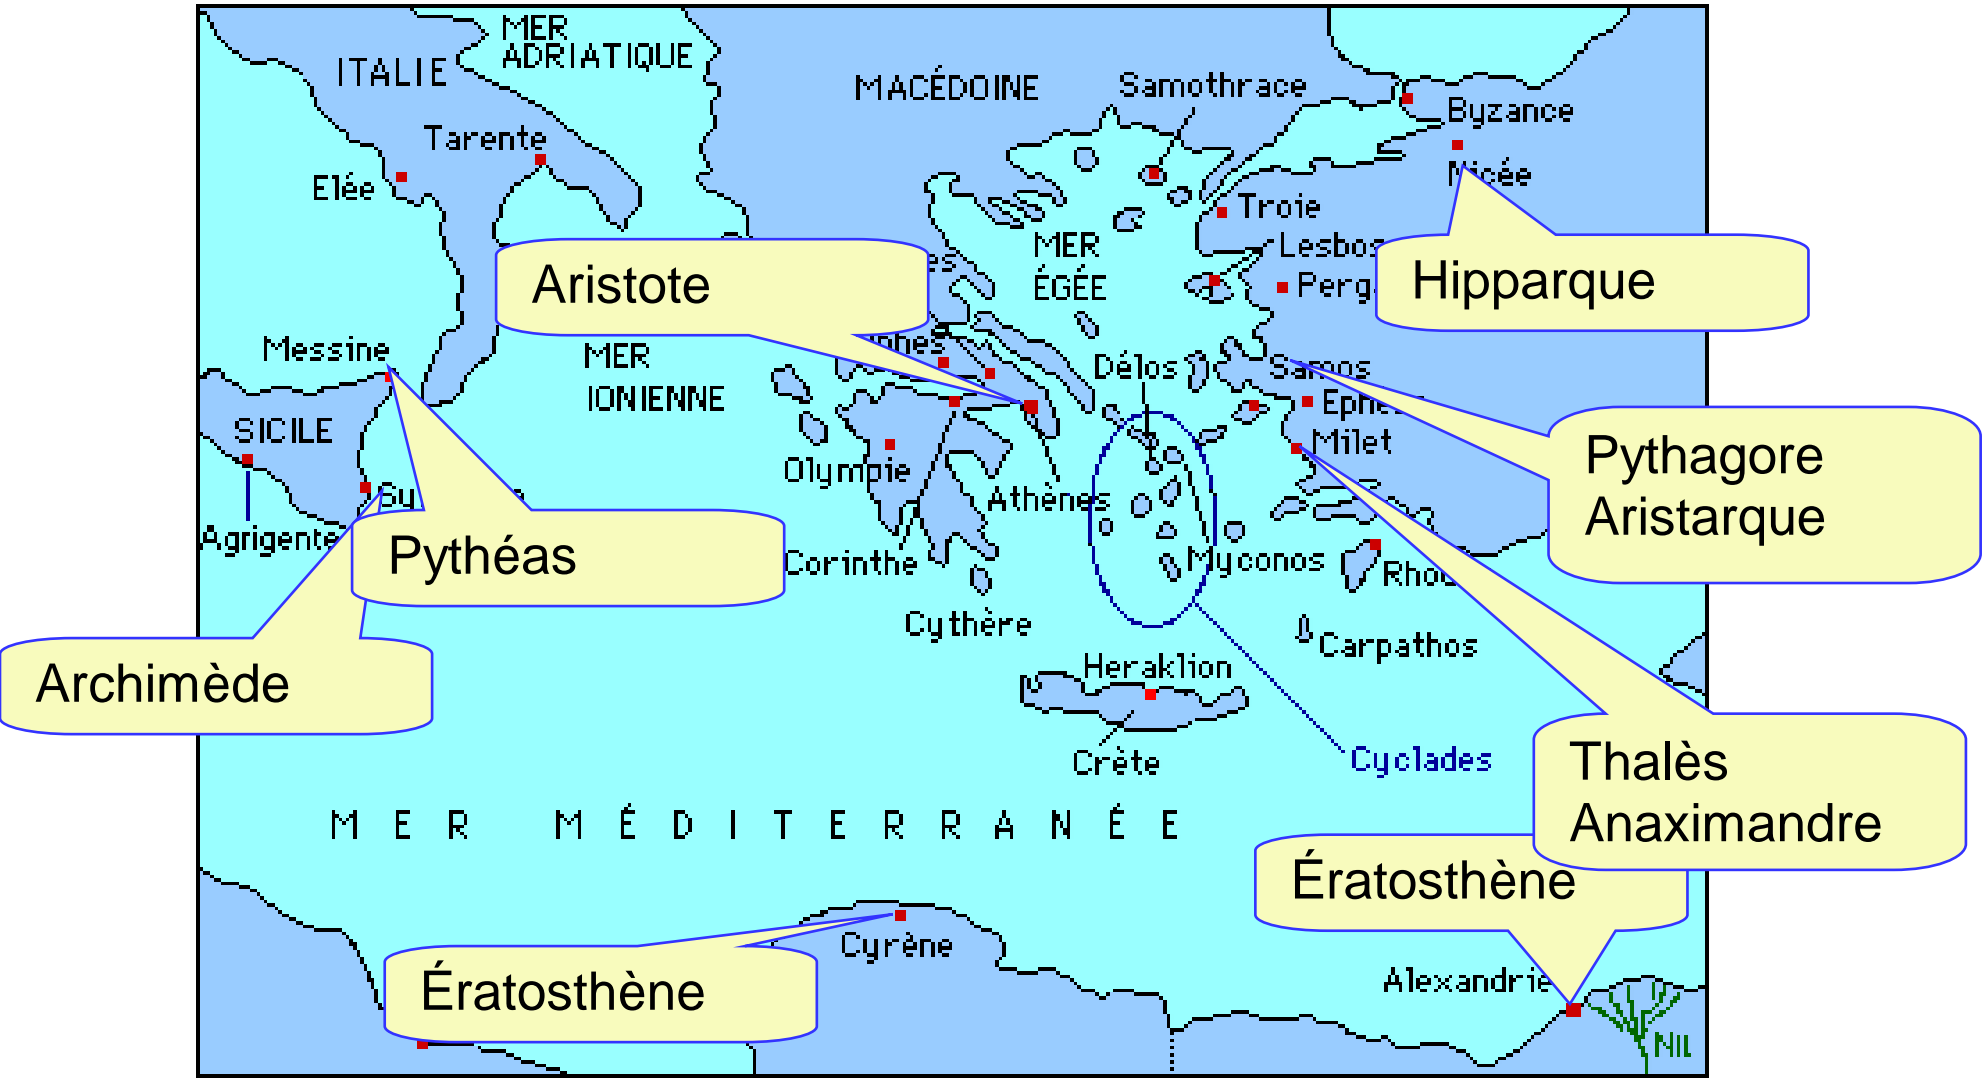 MER
ADRIATIQUE
ITALIE
MACÉDOINE
Samothrace
Byzance
Tarente
Nicée
Elée
Troie
MER
ÉGÉE
Lesbos
Aristote
Hipparque
Messine
MER
IONIENNE
Délos
Samos
SICILE
Milet
Pythagore
Aristarque
Olympie
Athènes
Agrigente
Pythéas
Corinthe
Myconos
Cythère
Carpathos
Archimède
Heraklion
Crète
Cyclades
Thalès
Anaximandre
MER MÉDITERRANÉE
Ératosthène
Cyrène
Alexandrie
Ératosthène
NIL